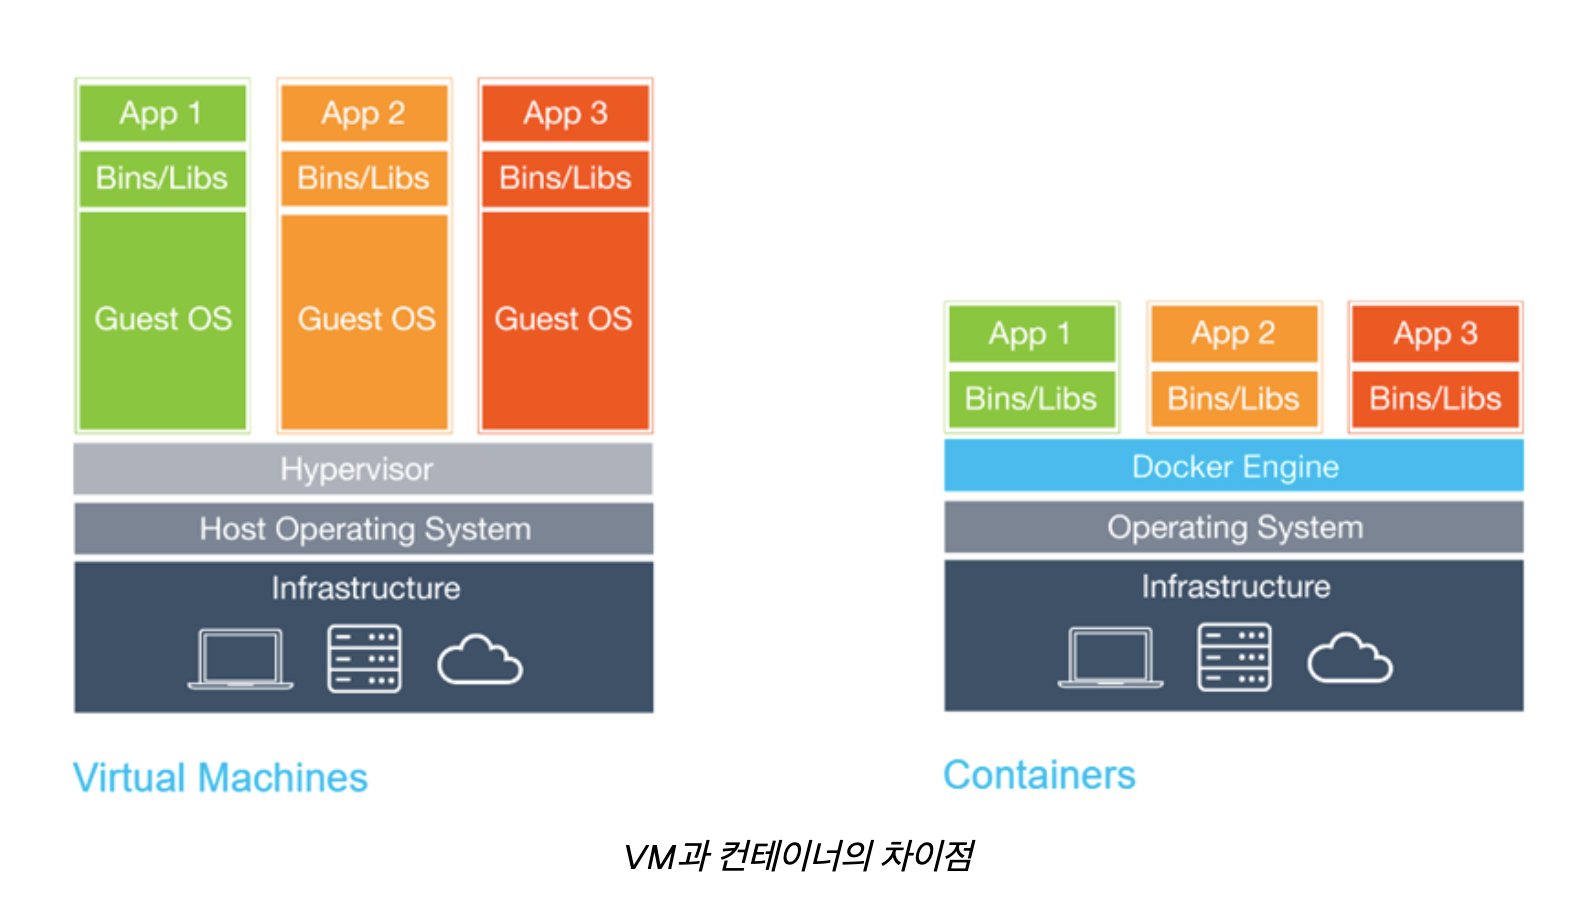 App 1
App 2
App 3
Bins/Libs
Bins/Libs
Bins/Libs
Guest OS
Guest OS
Guest OS
Hypervisor
Host Operating System
Infrastructure
Virtual Machines
App 1
App 2
App 3
Bins/Libs
Bins/Libs
Bins/Libs
Docker Engine
Operating System
Infrastructure
Containers
VM과 컨테이너의 차이점